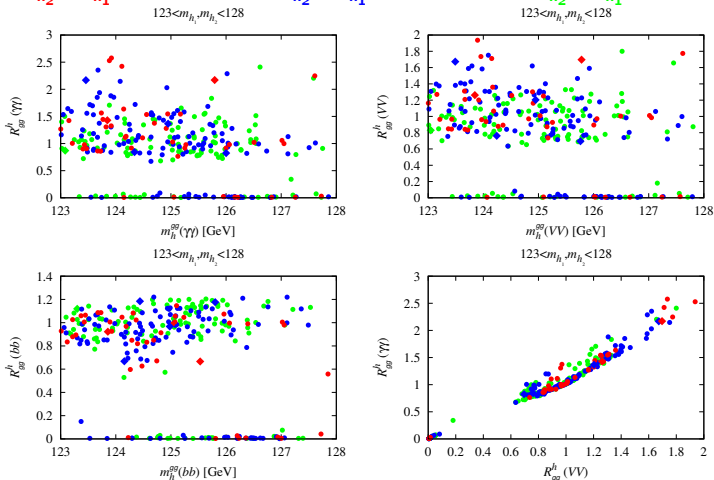 123<m_{h_1},m_{h_2}<128
3
2.5
2
1.5
1
0.5
0
R^h_{gg}(γγ)
123 124 125 126 127 128
m_h^{gg}(γγ) [GeV]
123<m_{h_1},m_{h_2}<128
2
1.8
1.6
1.4
1.2
1
0.8
0.6
0.4
0.2
0
R^h_{gg}(VV)
123 124 125 126 127 128
m_h^{gg}(VV) [GeV]
123<m_{h_1},m_{h_2}<128
1.4
1.2
1
0.8
0.6
0.4
0.2
0
R^h_{gg}(bb)
123 124 125 126 127 128
m_h^{gg}(bb) [GeV]
123<m_{h_1},m_{h_2}<128
3
2.5
2
1.5
1
0.5
0
R^h_{gg}(γγ)
0 0.2 0.4 0.6 0.8 1 1.2 1.4 1.6 1.8 2
R^h_{gg}(VV)